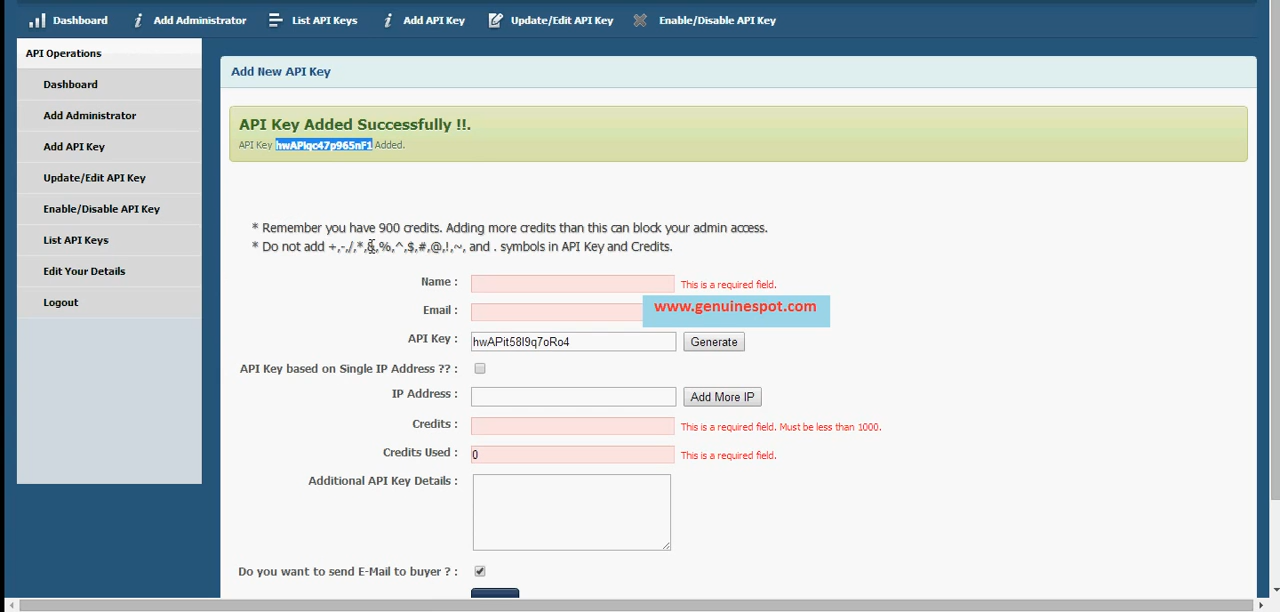 Dashboard Add Administrator List API Keys Add API Key Update/Edit API Key Enable/Disable API Key
API Operations
Dashboard
Add Administrator
Add API Key
Update/Edit API Key
Enable/Disable API Key
List API Keys
Edit Your Details
Logout
Add New API Key
API Key Added Successfully !!.
API Key hwAPIqc47p965nF1 Added.
* Remember you have 900 credits. Adding more credits than this can block your admin access.
* Do not add +,-,/,*,&,%,^,$,#,@,!,~, and . symbols in API Key and Credits.
Name : This is a required field.
Email :
www.genuinespot.com
API Key : hwAPit58I9q7oRo4 Generate
API Key based on Single IP Address ?? :
IP Address : Add More IP
Credits : This is a required field. Must be less than 1000.
Credits Used : 0 This is a required field.
Additional API Key Details :
Do you want to send E-Mail to buyer ? :